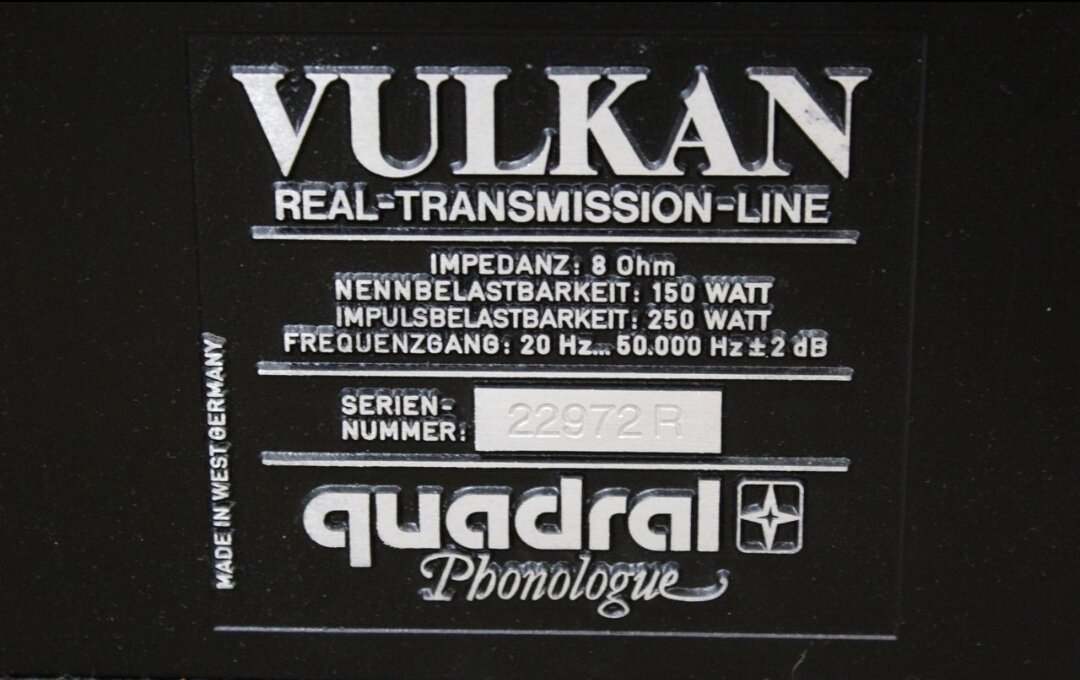 VULKAN
REAL-TRANSMISSION-LINE
IMPEDANZ: 8 Ohm
NENNBELASTBARKEIT: 150 WATT
IMPULSBELASTBARKEIT: 250 WATT
FREQUENZGANG: 20 Hz... 50.000 Hz ± 2 dB
SERIEN-
NUMMER: 22972 R
quadral
Phonologue
MADE IN WEST GERMANY